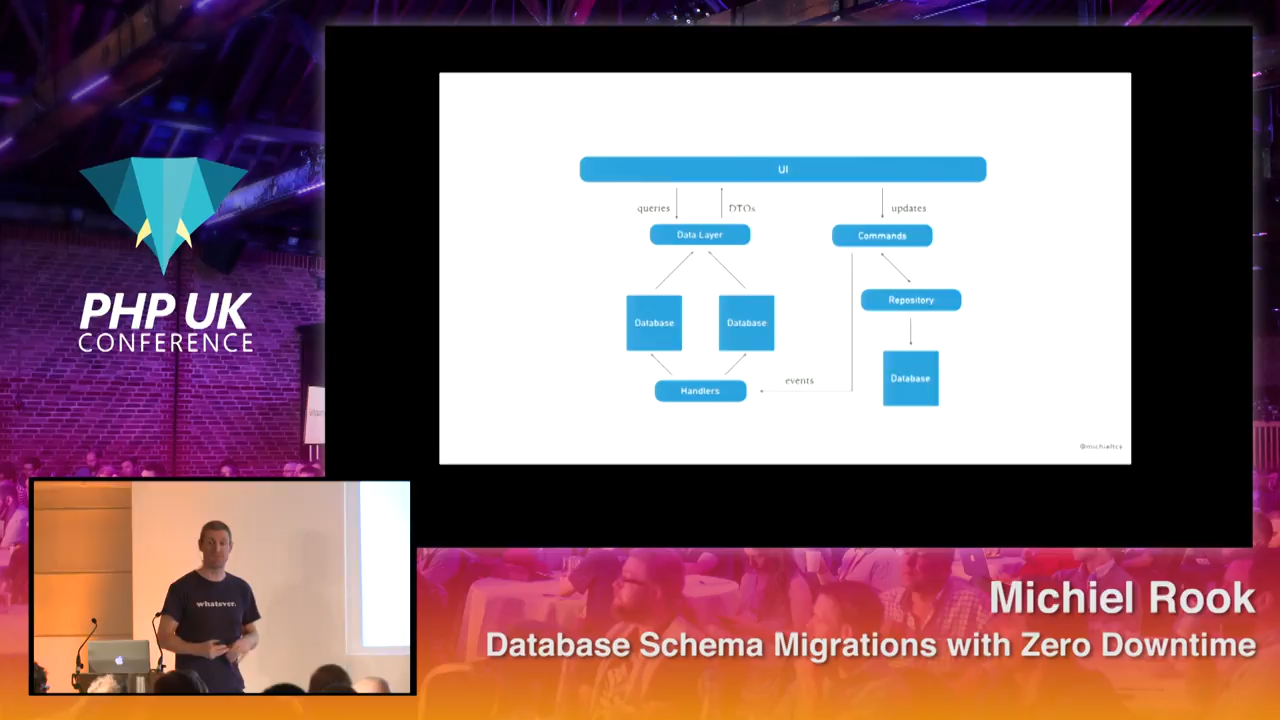 PHP UK
CONFERENCE
UI
queries
DTOs
updates
Data Layer
Commands
Database
Database
Repository
Handlers
events
Database
@michieltcs
whatever.
Michiel Rook
Database Schema Migrations with Zero Downtime